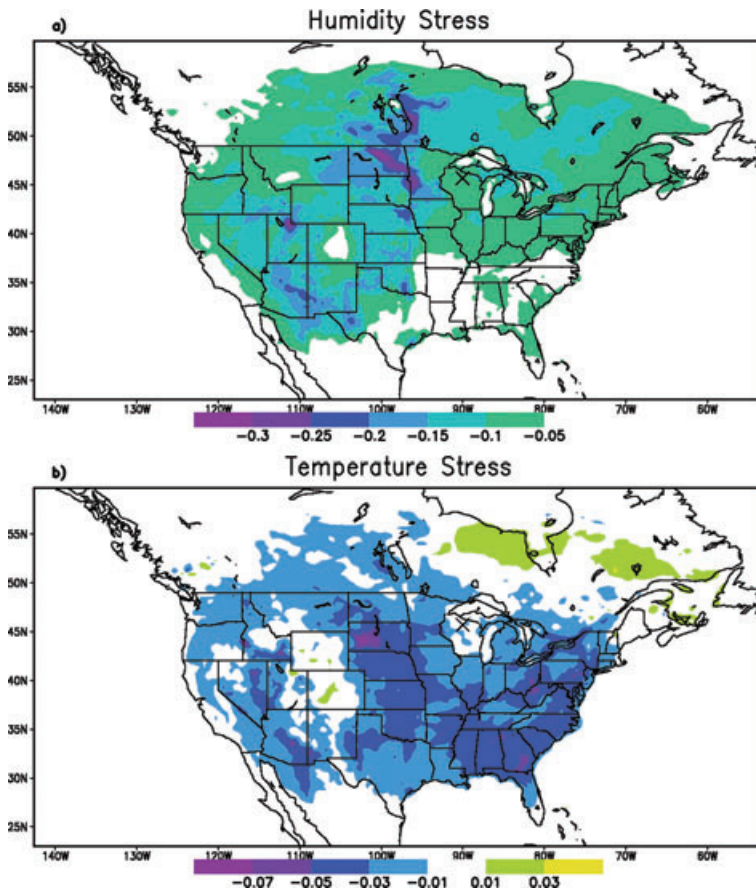 a) Humidity Stress
55N
50N
45N
40N
35N
30N
25N
140W 130W 120W 110W 100W 90W 80W 70W 60W
−0.3 −0.25 −0.2 −0.15 −0.1 −0.05
b) Temperature Stress
55N
50N
45N
40N
35N
30N
25N
140W 130W 120W 110W 100W 90W 80W 70W 60W
−0.07 −0.05 −0.03 −0.01 0.01 0.03